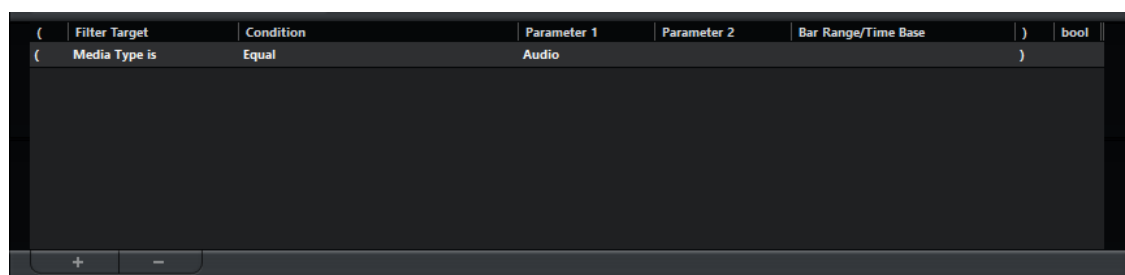 ( Filter Target Condition Parameter 1 Parameter 2 Bar Range/Time Base ) bool
( Media Type is Equal Audio )
+ −